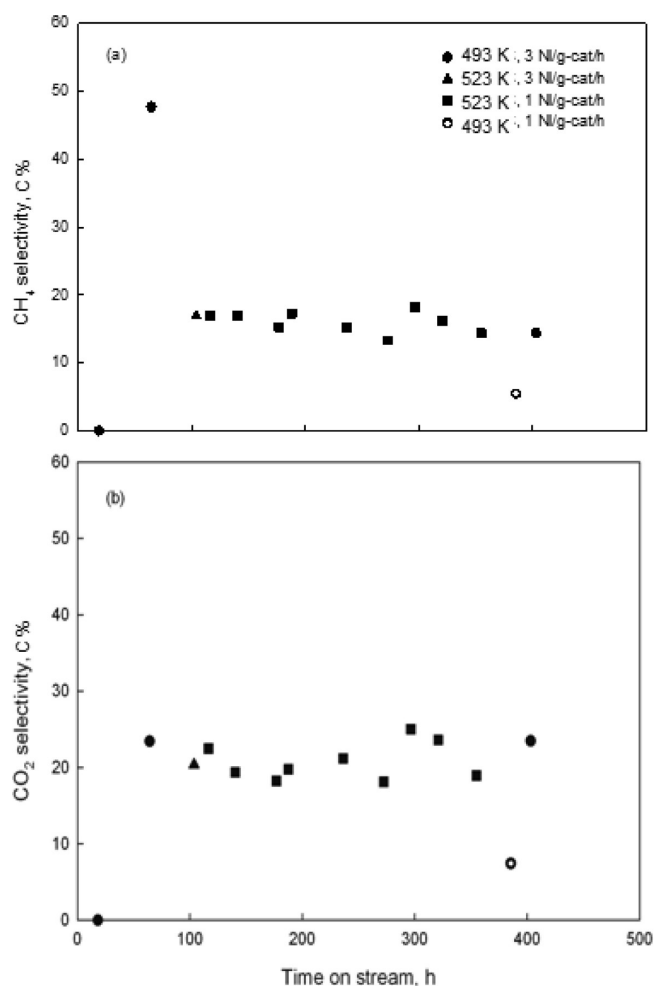 60
(a)
493 K :, 3 Nl/g-cat/h
523 K :, 3 Nl/g-cat/h
523 K :, 1 Nl/g-cat/h
493 K :, 1 Nl/g-cat/h
50
40
30
20
10
0
CH4 selectivity, C%
60
(b)
50
40
30
20
10
0
CO2 selectivity, C%
0 100 200 300 400 500
Time on stream, h